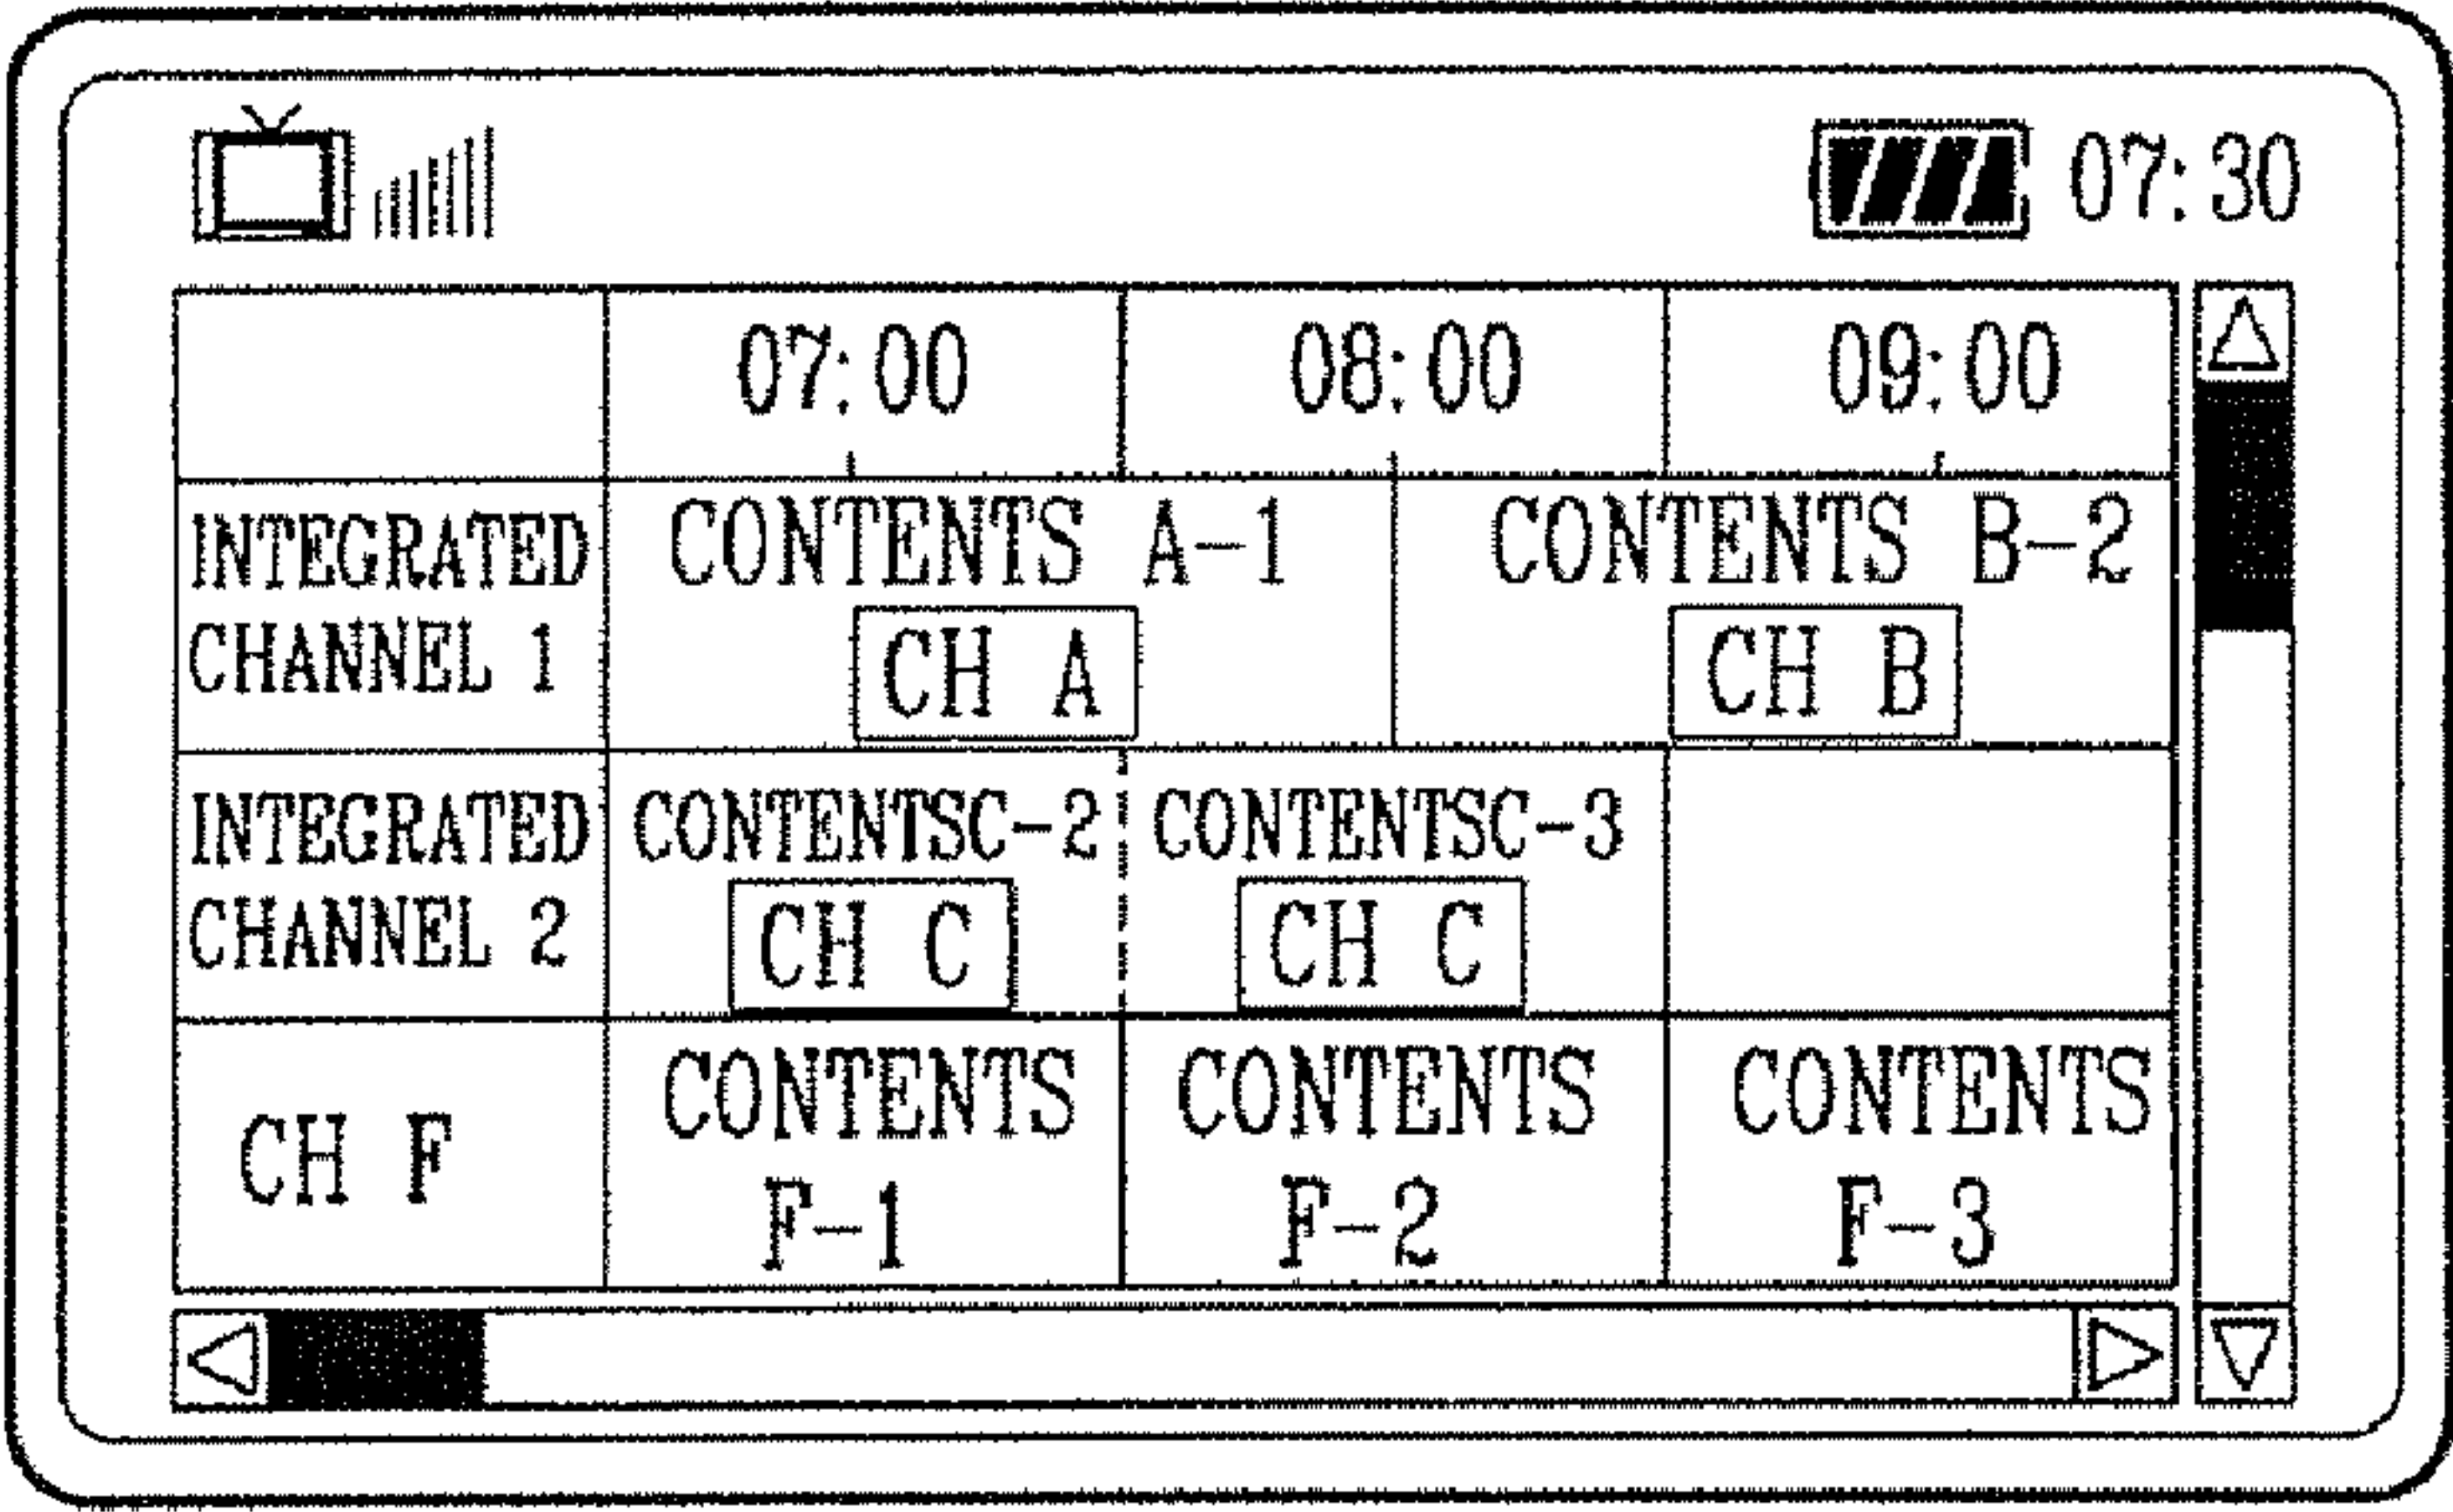 07:30
07:00 08:00 09:00
INTEGRATED CHANNEL 1
CONTENTS A-1
CH A
CONTENTS B-2
CH B
INTEGRATED CHANNEL 2
CONTENTSC-2
CH C
CONTENTSC-3
CH C
CH F
CONTENTS
F-1
CONTENTS
F-2
CONTENTS
F-3